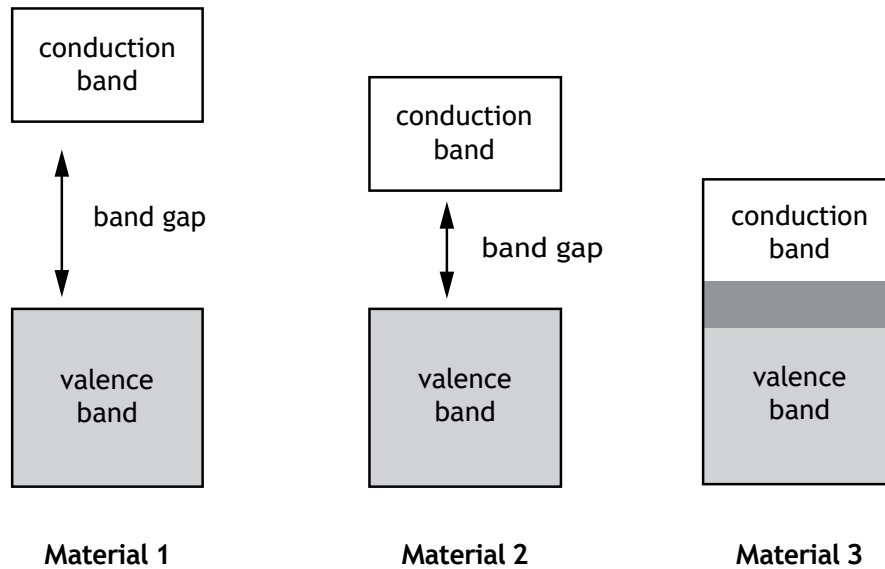 conduction
band
band gap
valence
band
Material 1
conduction
band
band gap
valence
band
Material 2
conduction
band
valence
band
Material 3